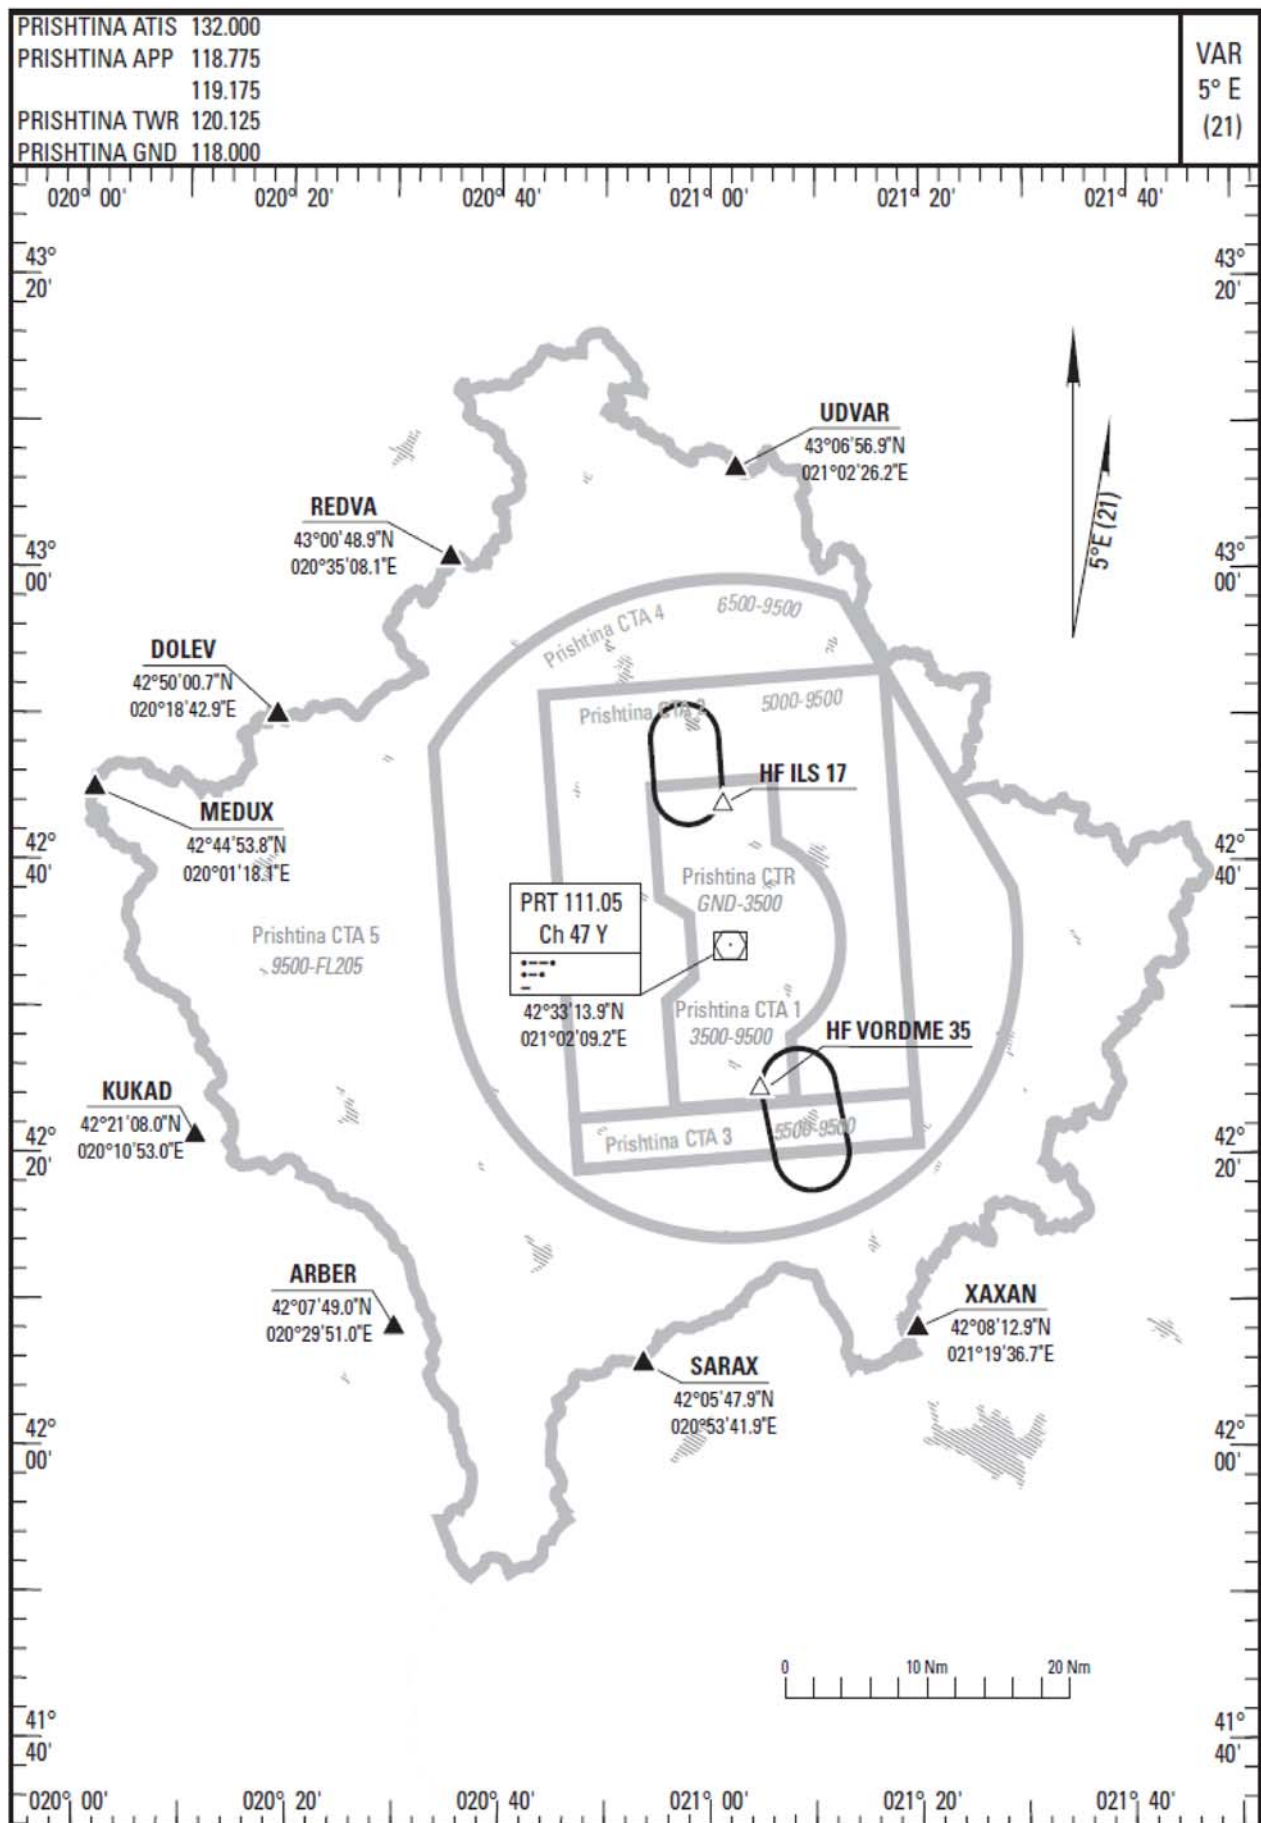 PRISHTINA ATIS 132.000
PRISHTINA APP 118.775
119.175
PRISHTINA TWR 120.125
PRISHTINA GND 118.000
VAR
5° E
(21)
020° 00' 020° 20' 020° 40' 021° 00' 021° 20' 021° 40'
43°
20'
43°
20'
UDVAR
43°06'56.9"N
021°02'26.2"E
REDVA
43°00'48.9"N
020°35'08.1"E
5°E (21)
43°
00'
43°
00'
Prishtina CTA 4
6500-9500
DOLEV
42°50'00.7"N
020°18'42.9"E
Prishtina CTA 2
5000-9500
HF ILS 17
MEDUX
42°44'53.8"N
020°01'18.1"E
42°
40'
42°
40'
Prishtina CTR
GND-3500
PRT 111.05
Ch 47 Y
42°33'13.9"N
021°02'09.2"E
Prishtina CTA 5
9500-FL205
Prishtina CTA 1
3500-9500
HF VORDME 35
KUKAD
42°21'08.0"N
020°10'53.0"E
42°
20'
42°
20'
Prishtina CTA 3
5500-9500
ARBER
42°07'49.0"N
020°29'51.0"E
XAXAN
42°08'12.9"N
021°19'36.7"E
SARAX
42°05'47.9"N
020°53'41.9"E
42°
00'
42°
00'
0 10 Nm 20 Nm
41°
40'
41°
40'
020° 00' 020° 20' 020° 40' 021° 00' 021° 20' 021° 40'